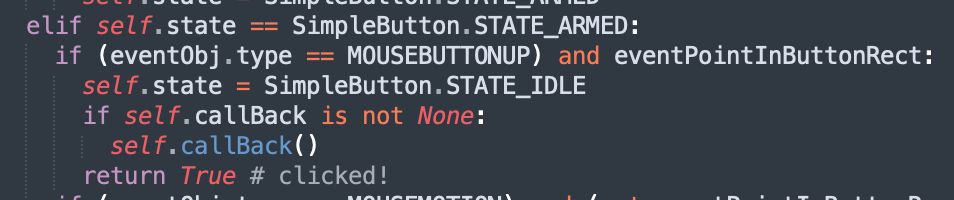 self.state = SimpleButton.STATE_ARMED
elif self.state == SimpleButton.STATE_ARMED:
if (eventObj.type == MOUSEBUTTONUP) and eventPointInButtonRect:
self.state = SimpleButton.STATE_IDLE
if self.callBack is not None:
self.callBack()
return True # clicked!